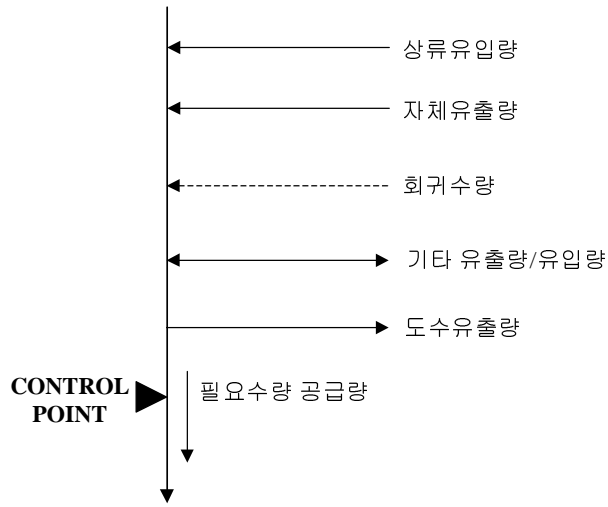 상류유입량
자체유출량
회귀수량
기타 유출량/유입량
도수유출량
CONTROL
POINT
필요수량 공급량